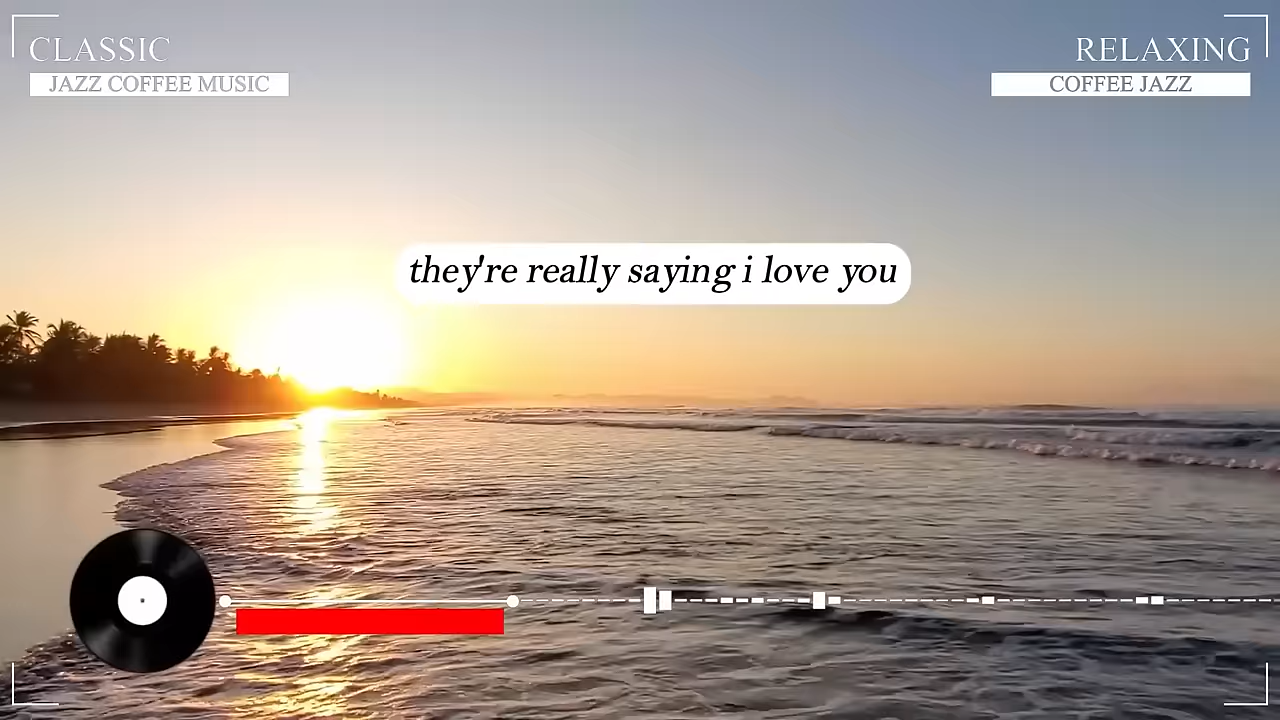 CLASSIC
JAZZ COFFEE MUSIC
RELAXING
COFFEE JAZZ
they're really saying i love you